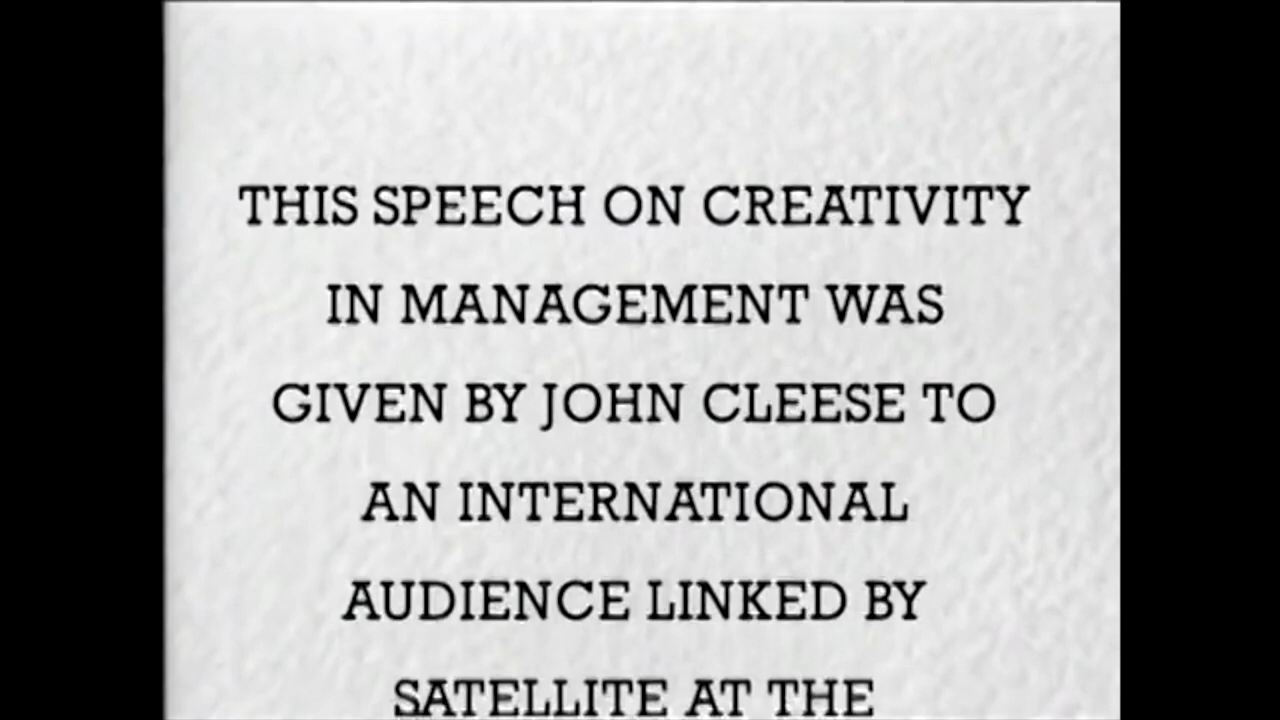 THIS SPEECH ON CREATIVITY
IN MANAGEMENT WAS
GIVEN BY JOHN CLEESE TO
AN INTERNATIONAL
AUDIENCE LINKED BY
SATELLITE AT THE